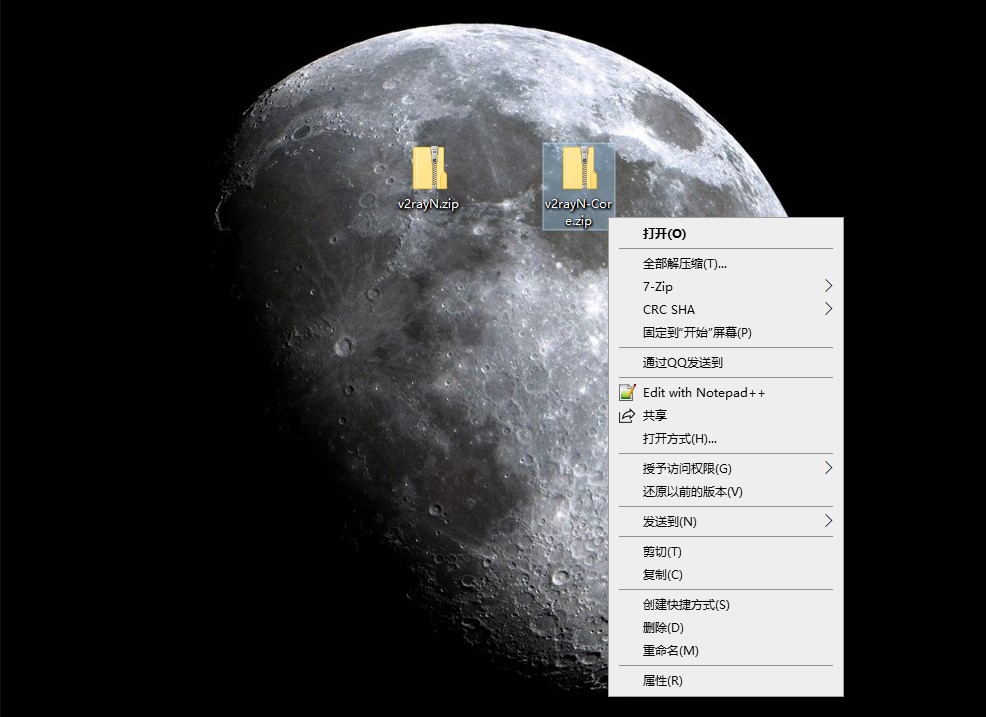 v2rayN.zip
v2rayN-Cor
e.zip
打开(O)
全部解压缩(T)...
7-Zip
CRC SHA
固定到"开始"屏幕(P)
通过QQ发送到
Edit with Notepad++
共享
打开方式(H)...
授予访问权限(G)
还原以前的版本(V)
发送到(N)
剪切(T)
复制(C)
创建快捷方式(S)
删除(D)
重命名(M)
属性(R)